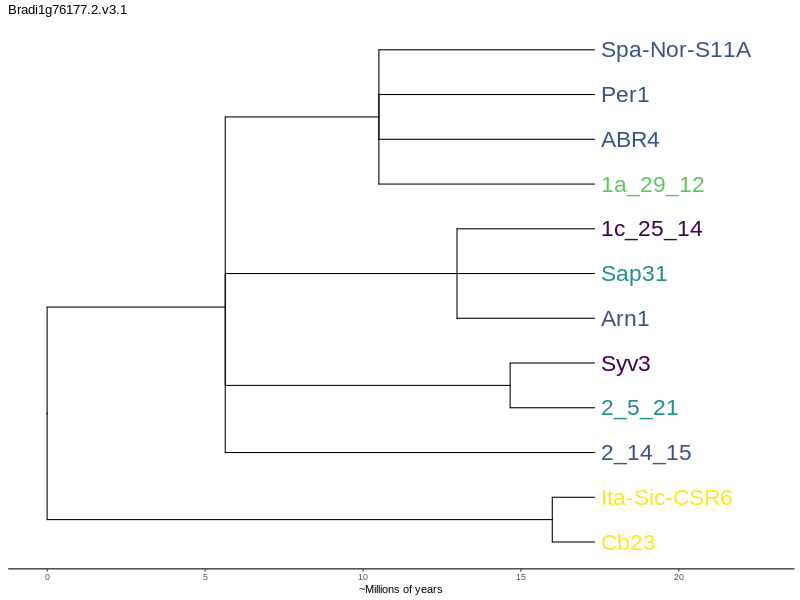 Bradi1g76177.2.v3.1
Spa-Nor-S11A
Per1
ABR4
1a_29_12
1c_25_14
Sap31
Arn1
Syv3
2_5_21
2_14_15
Ita-Sic-CSR6
Cb23
0 5 10 15 20
~Millions of years